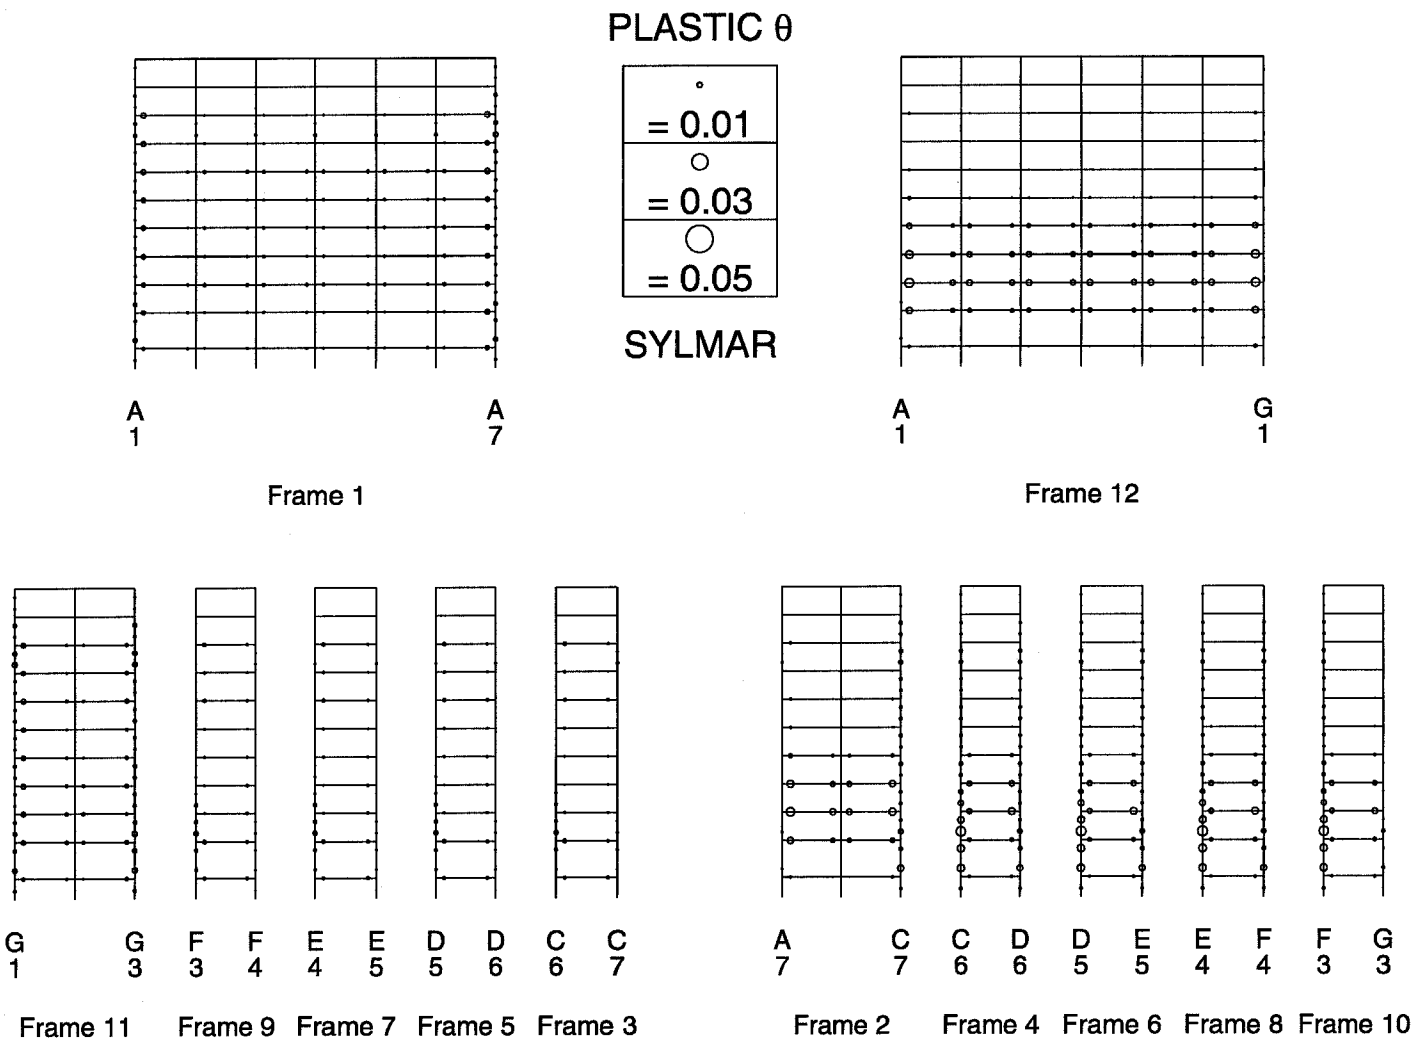 PLASTIC θ
= 0.01
= 0.03
= 0.05
SYLMAR
A A
1 7
Frame 1
A G
1 1
Frame 12
G G F F E E D D C C
1 3 3 4 4 5 5 6 6 7
Frame 11 Frame 9 Frame 7 Frame 5 Frame 3
A C C D D E E F F G
7 7 6 6 5 5 4 4 3 3
Frame 2 Frame 4 Frame 6 Frame 8 Frame 10